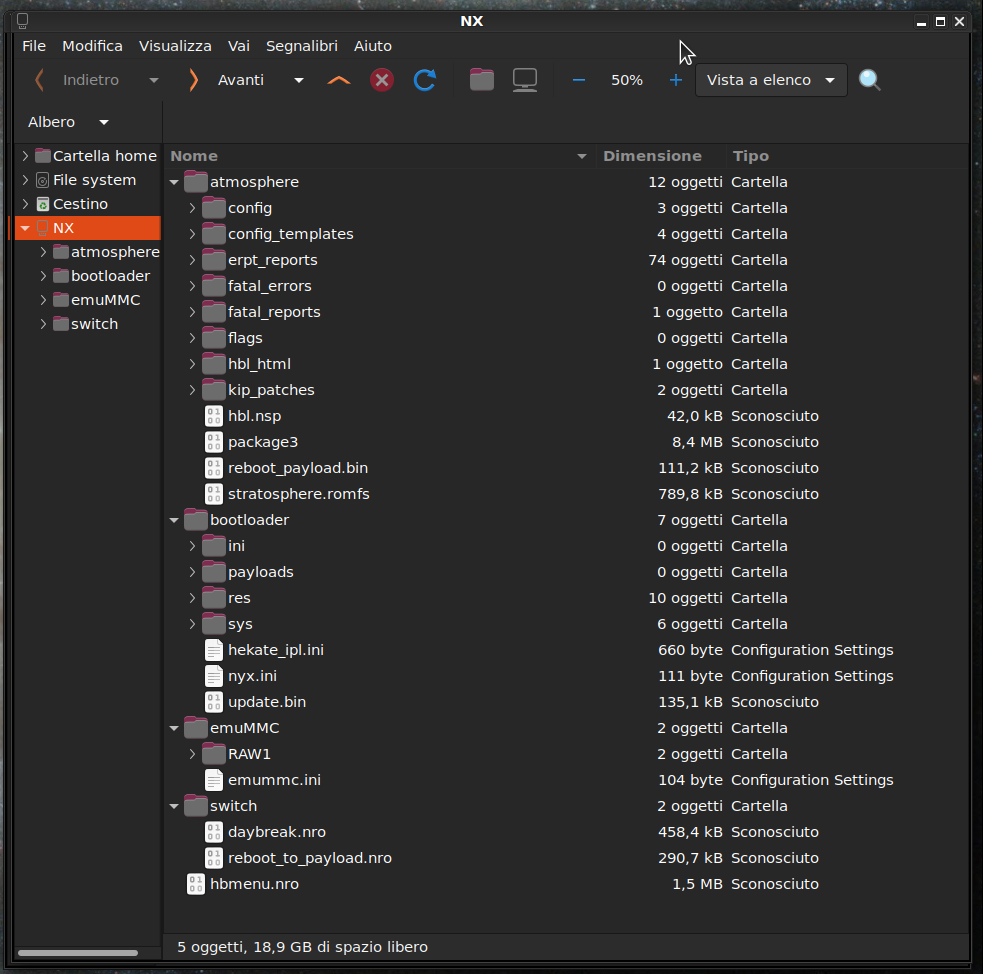 NX
File Modifica Visualizza Vai Segnalibri Aiuto
Indietro Avanti 50% Vista a elenco
Albero
Cartella home
File system
Cestino
NX
atmosphere
bootloader
emuMMC
switch
Nome Dimensione Tipo
atmosphere 12 oggetti Cartella
config 3 oggetti Cartella
config_templates 4 oggetti Cartella
erpt_reports 74 oggetti Cartella
fatal_errors 0 oggetti Cartella
fatal_reports 1 oggetto Cartella
flags 0 oggetti Cartella
hbl_html 1 oggetto Cartella
kip_patches 2 oggetti Cartella
hbl.nsp 42,0 kB Sconosciuto
package3 8,4 MB Sconosciuto
reboot_payload.bin 111,2 kB Sconosciuto
stratosphere.romfs 789,8 kB Sconosciuto
bootloader 7 oggetti Cartella
ini 0 oggetti Cartella
payloads 0 oggetti Cartella
res 10 oggetti Cartella
sys 6 oggetti Cartella
hekate_ipl.ini 660 byte Configuration Settings
nyx.ini 111 byte Configuration Settings
update.bin 135,1 kB Sconosciuto
emuMMC 2 oggetti Cartella
RAW1 2 oggetti Cartella
emummc.ini 104 byte Configuration Settings
switch 2 oggetti Cartella
daybreak.nro 458,4 kB Sconosciuto
reboot_to_payload.nro 290,7 kB Sconosciuto
hbmenu.nro 1,5 MB Sconosciuto
5 oggetti, 18,9 GB di spazio libero